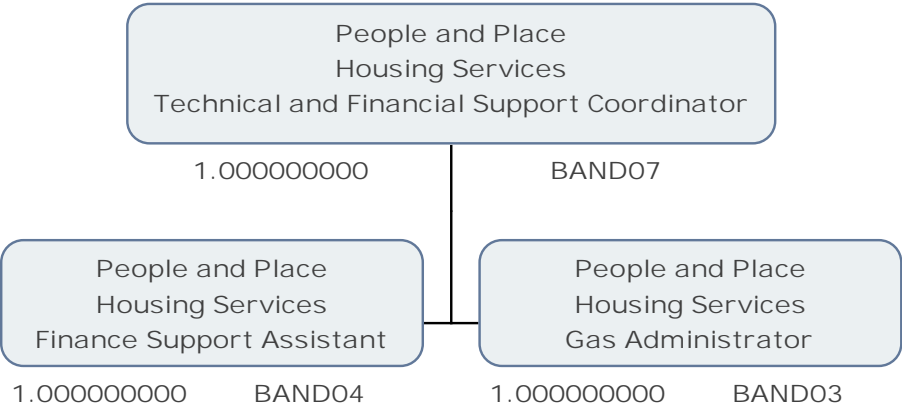 People and Place
Housing Services
Technical and Financial Support Coordinator
1.000000000 BAND07
People and Place
Housing Services
Finance Support Assistant
1.000000000 BAND04
People and Place
Housing Services
Gas Administrator
1.000000000 BAND03